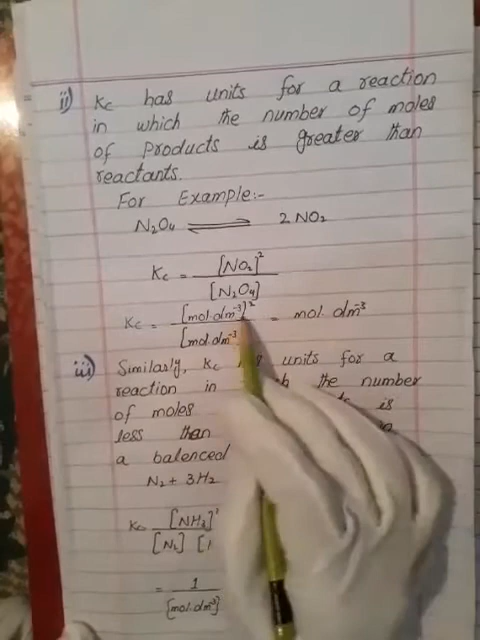 ii) Kc has units for a reaction
in which the number of moles
of Products is greater than
reactants.
For Example:-
N₂O₄ ⇌ 2NO₂
Kc = [NO₂]² / [N₂O₄]
Kc = [mol.dm⁻³]² / [mol.dm⁻³ = mol.dm⁻³
iii) Similarly, Kc units for a
reaction in the number
of moles is
less than
a balenced
N₂ + 3H₂
Kc = [NH₃]² / [N₂] [
= 1 / [mol.dm⁻³]